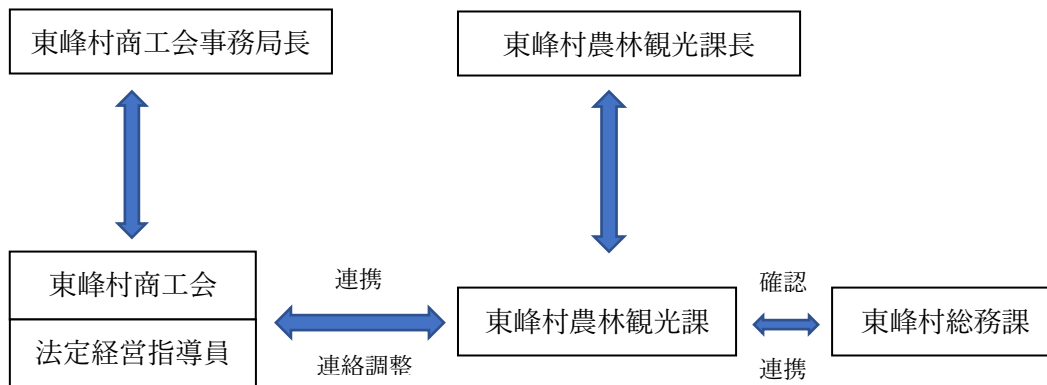 東峰村商工会事務局長
東峰村農林観光課長
東峰村商工会
法定経営指導員
連携
連絡調整
東峰村農林観光課
確認
連携
東峰村総務課